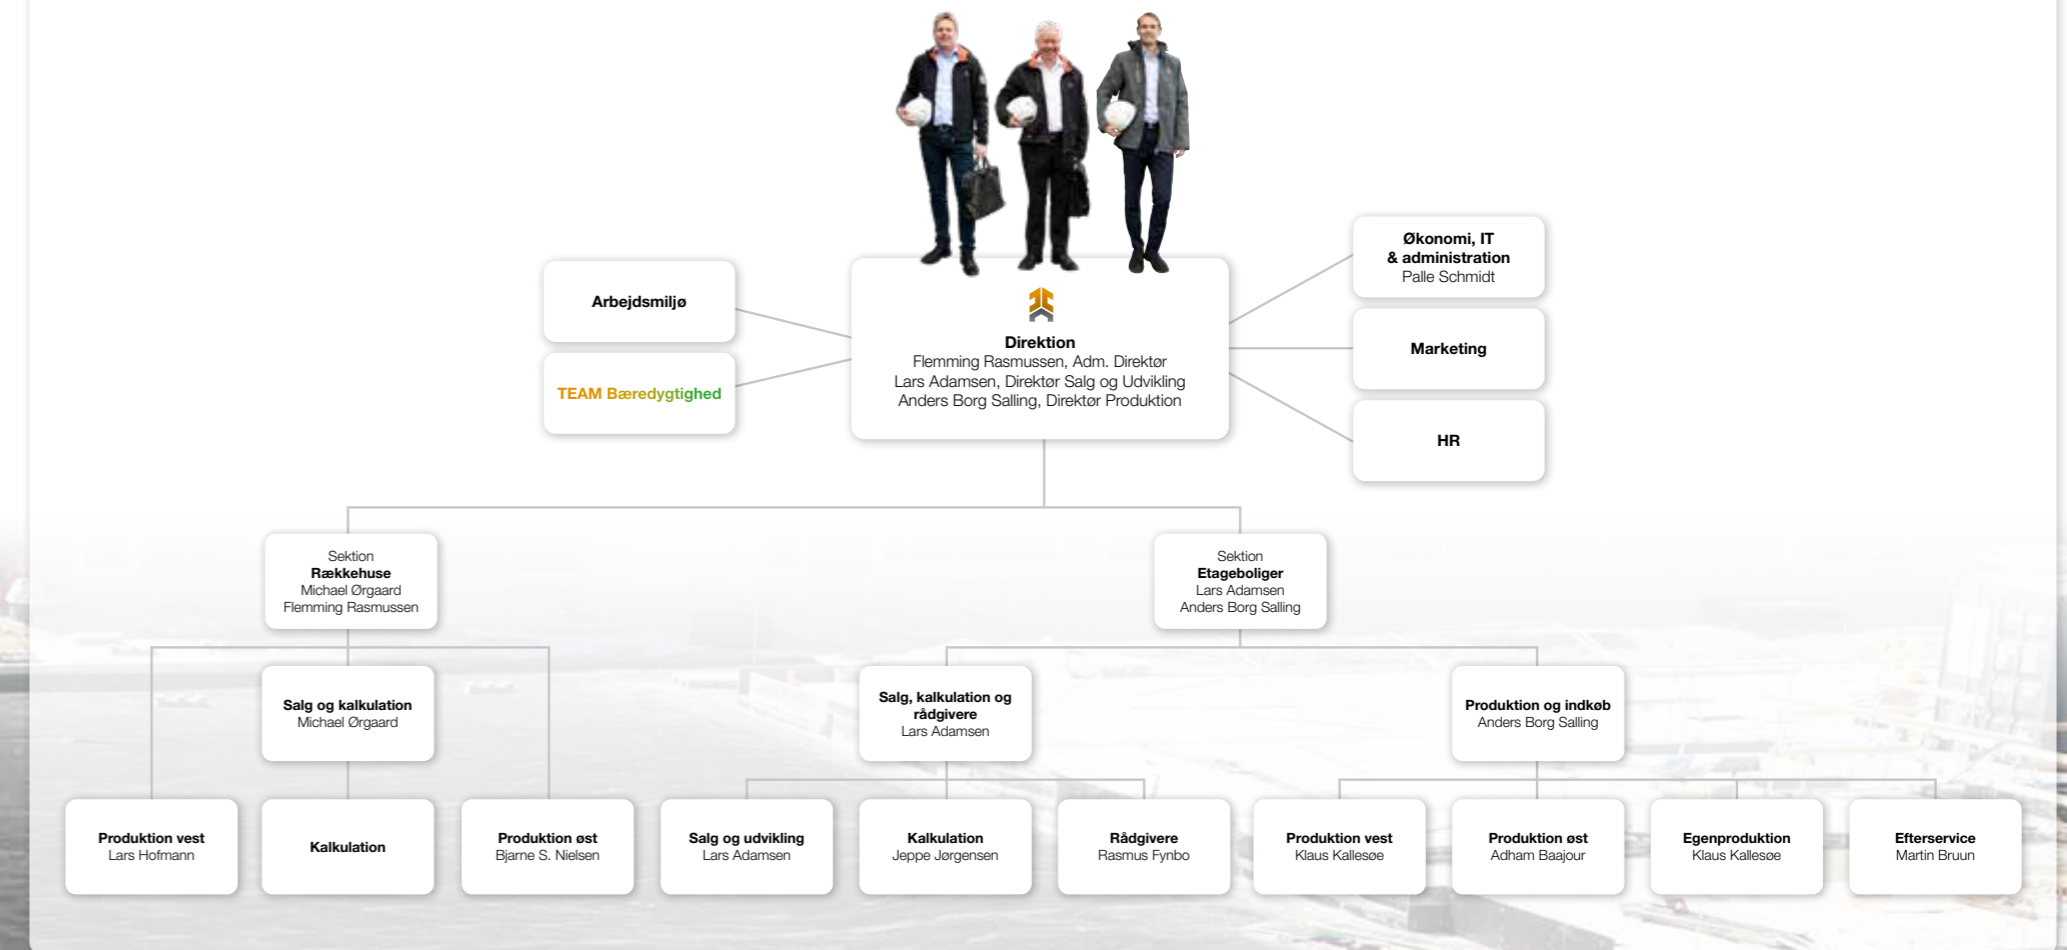 Økonomi, IT
& administration
Palle Schmidt
Arbejdsmiljø
Direktion
Flemming Rasmussen, Adm. Direktør
Lars Adamsen, Direktør Salg og Udvikling
Anders Borg Salling, Direktør Produktion
Marketing
TEAM Bæredygtighed
HR
Sektion
Rækkehuse
Michael Ørgaard
Flemming Rasmussen
Sektion
Etageboliger
Lars Adamsen
Anders Borg Salling
Salg og kalkulation
Michael Ørgaard
Salg, kalkulation og
rådgivere
Lars Adamsen
Produktion og indkøb
Anders Borg Salling
Produktion vest
Lars Hofmann
Kalkulation
Produktion øst
Bjarne S. Nielsen
Salg og udvikling
Lars Adamsen
Kalkulation
Jeppe Jørgensen
Rådgivere
Rasmus Fynbo
Produktion vest
Klaus Kallesøe
Produktion øst
Adham Baajour
Egenproduktion
Klaus Kallesøe
Efterservice
Martin Bruun